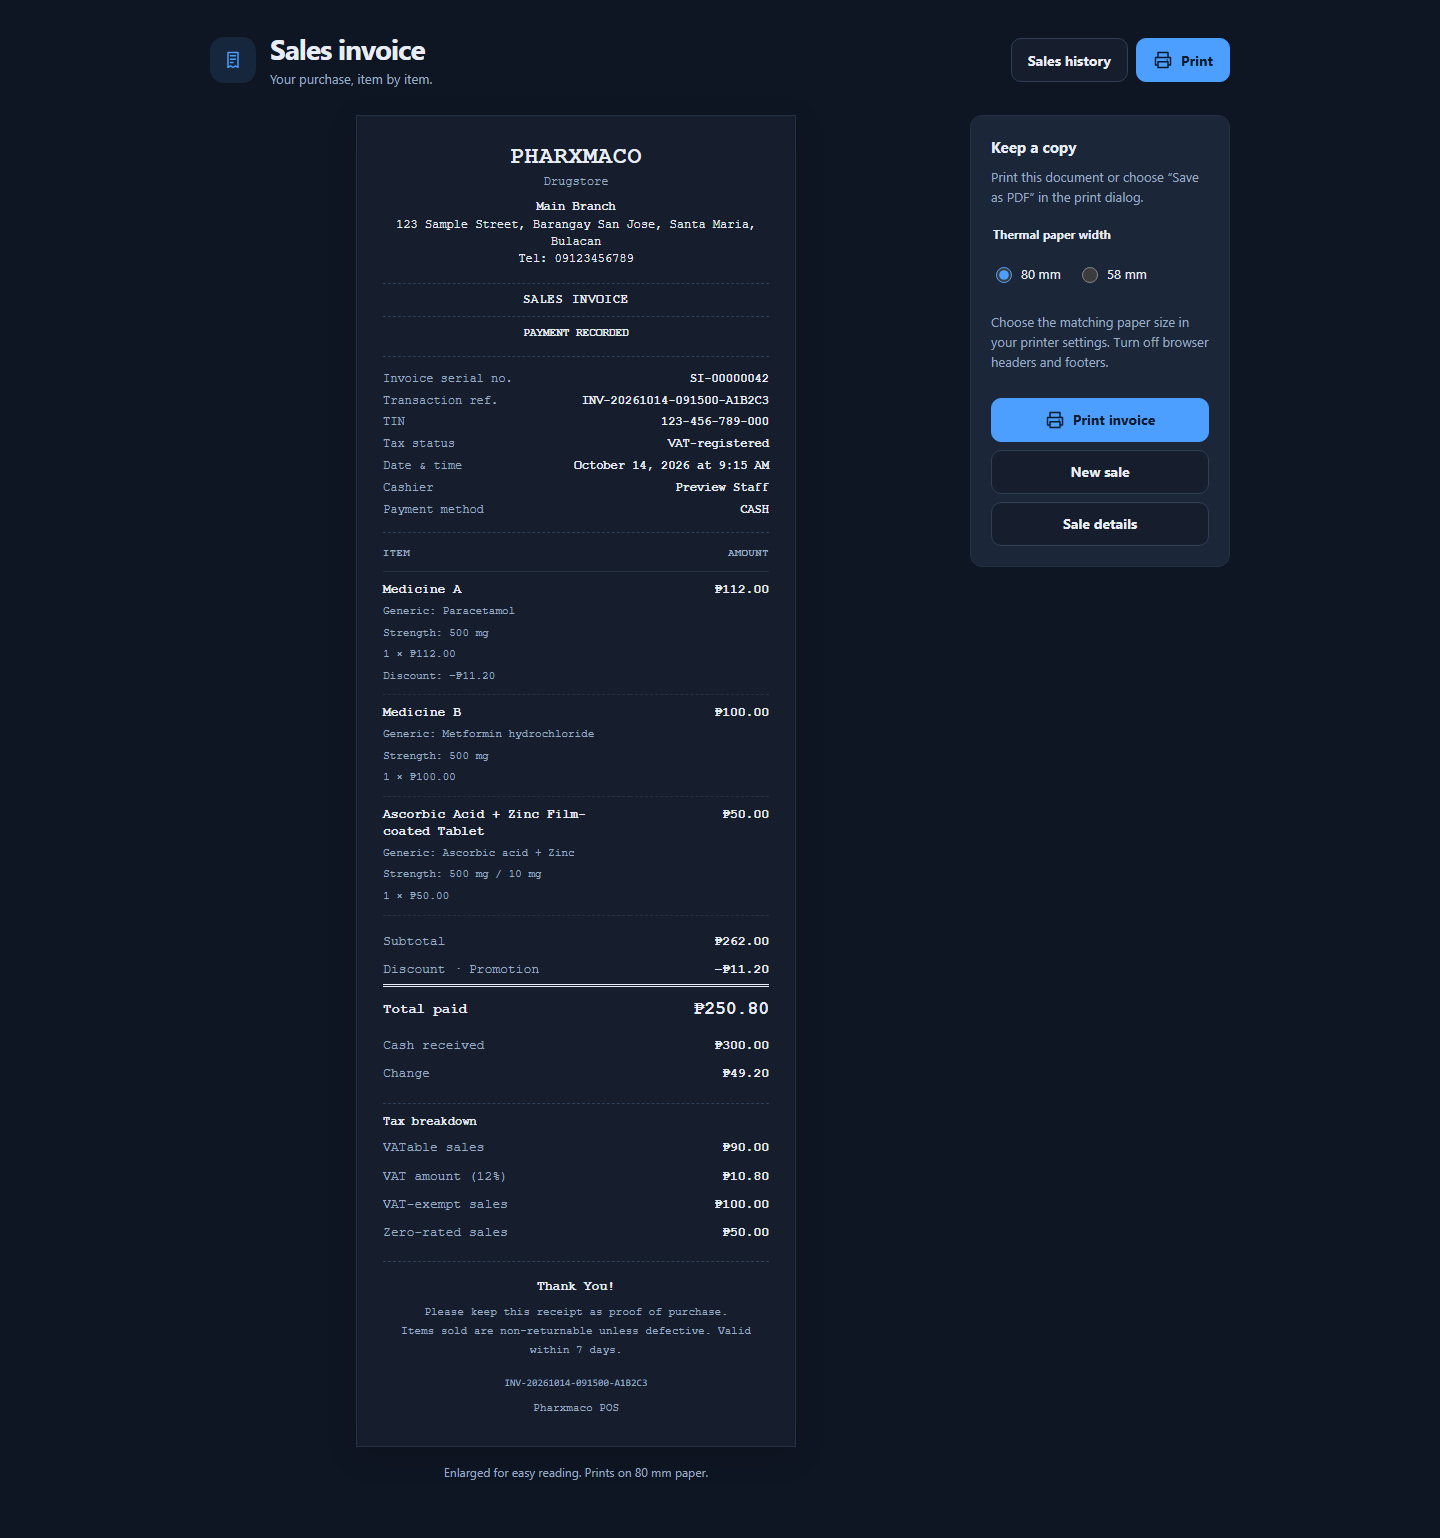 Sales invoice
Your purchase, item by item.
Sales history
Print
PHARXMACO
Drugstore
Main Branch
123 Sample Street, Barangay San Jose, Santa Maria,
Bulacan
Tel: 09123456789
SALES INVOICE
PAYMENT RECORDED
Invoice serial no. SI-00000042
Transaction ref. INV-20261014-091500-A1B2C3
TIN 123-456-789-000
Tax status VAT-registered
Date & time October 14, 2026 at 9:15 AM
Cashier Preview Staff
Payment method CASH
ITEM AMOUNT
Medicine A ₱112.00
Generic: Paracetamol
Strength: 500 mg
1 × ₱112.00
Discount: −₱11.20
Medicine B ₱100.00
Generic: Metformin hydrochloride
Strength: 500 mg
1 × ₱100.00
Ascorbic Acid + Zinc Film- ₱50.00
coated Tablet
Generic: Ascorbic acid + Zinc
Strength: 500 mg / 10 mg
1 × ₱50.00
Subtotal ₱262.00
Discount · Promotion −₱11.20
Total paid ₱250.80
Cash received ₱300.00
Change ₱49.20
Tax breakdown
VATable sales ₱90.00
VAT amount (12%) ₱10.80
VAT-exempt sales ₱100.00
Zero-rated sales ₱50.00
Thank You!
Please keep this receipt as proof of purchase.
Items sold are non-returnable unless defective. Valid
within 7 days.
INV-20261014-091500-A1B2C3
Pharxmaco POS
Enlarged for easy reading. Prints on 80 mm paper.
Keep a copy
Print this document or choose “Save
as PDF” in the print dialog.
Thermal paper width
80 mm 58 mm
Choose the matching paper size in
your printer settings. Turn off browser
headers and footers.
Print invoice
New sale
Sale details